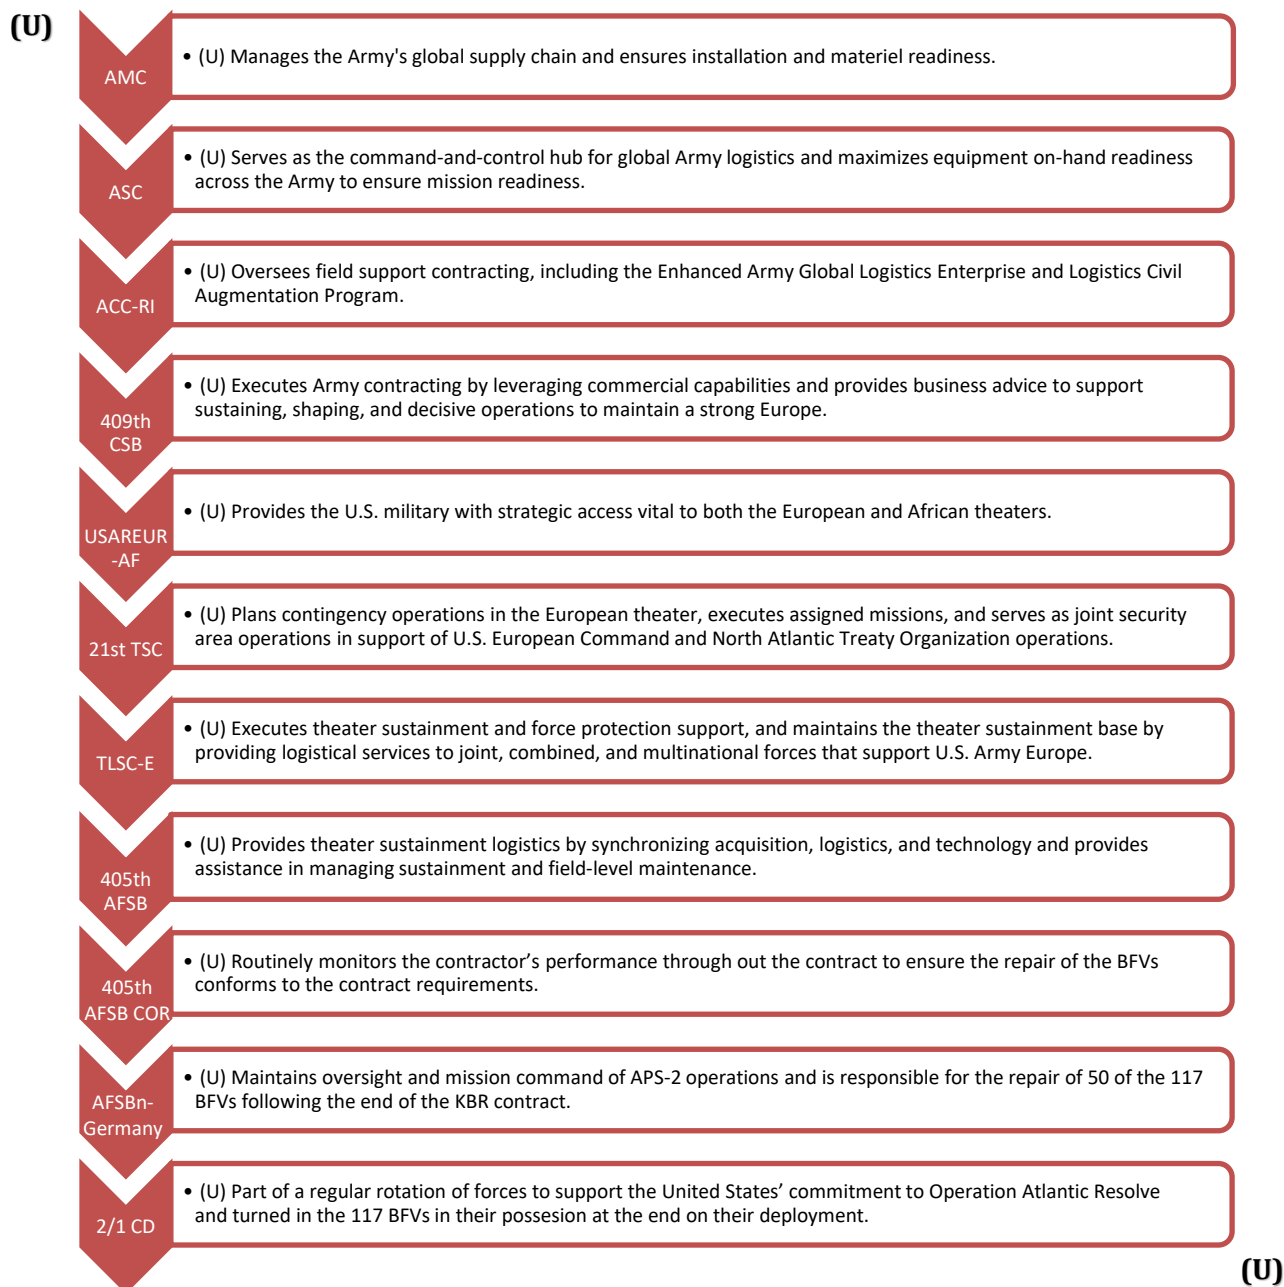 (U)
AMC
• (U) Manages the Army's global supply chain and ensures installation and materiel readiness.
ASC
• (U) Serves as the command-and-control hub for global Army logistics and maximizes equipment on-hand readiness
across the Army to ensure mission readiness.
ACC-RI
• (U) Oversees field support contracting, including the Enhanced Army Global Logistics Enterprise and Logistics Civil
Augmentation Program.
409th
CSB
• (U) Executes Army contracting by leveraging commercial capabilities and provides business advice to support
sustaining, shaping, and decisive operations to maintain a strong Europe.
USAREUR
-AF
• (U) Provides the U.S. military with strategic access vital to both the European and African theaters.
21st TSC
• (U) Plans contingency operations in the European theater, executes assigned missions, and serves as joint security
area operations in support of U.S. European Command and North Atlantic Treaty Organization operations.
TLSC-E
• (U) Executes theater sustainment and force protection support, and maintains the theater sustainment base by
providing logistical services to joint, combined, and multinational forces that support U.S. Army Europe.
405th
AFSB
• (U) Provides theater sustainment logistics by synchronizing acquisition, logistics, and technology and provides
assistance in managing sustainment and field-level maintenance.
405th
AFSB COR
• (U) Routinely monitors the contractor’s performance through out the contract to ensure the repair of the BFVs
conforms to the contract requirements.
AFSBn-
Germany
• (U) Maintains oversight and mission command of APS-2 operations and is responsible for the repair of 50 of the 117
BFVs following the end of the KBR contract.
2/1 CD
• (U) Part of a regular rotation of forces to support the United States’ commitment to Operation Atlantic Resolve
and turned in the 117 BFVs in their possesion at the end on their deployment.
(U)